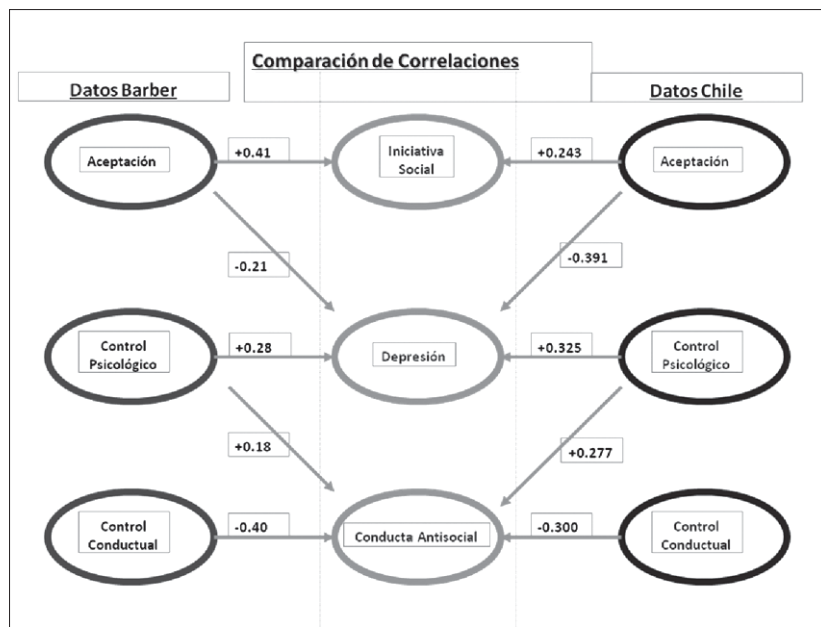 Comparación de Correlaciones
Datos Barber
Datos Chile
Aceptación
+0.41
Iniciativa
Social
+0.243
Aceptación
-0.21
-0.391
Control
Psicológico
+0.28
Depresión
+0.325
Control
Psicológico
+0.18
+0.277
Control
Conductual
-0.40
Conducta Antisocial
-0.300
Control
Conductual